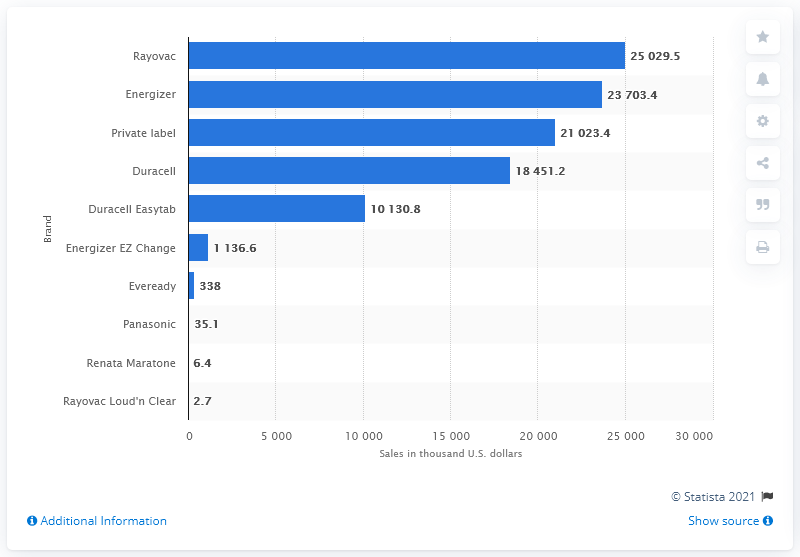 Rayovac 25 029.5
Energizer 23 703.4
Private label 21 023.4
Duracell 18 451.2
Duracell Easytab 10 130.8
Brand
Energizer EZ Change 1 136.6
Eveready 338
Panasonic 35.1
Renata Maratone 6.4
Rayovac Loud'n Clear 2.7
0 5 000 10 000 15 000 20 000 25 000 30 000
Sales in thousand U.S. dollars
© Statista 2021
Additional Information
Show source